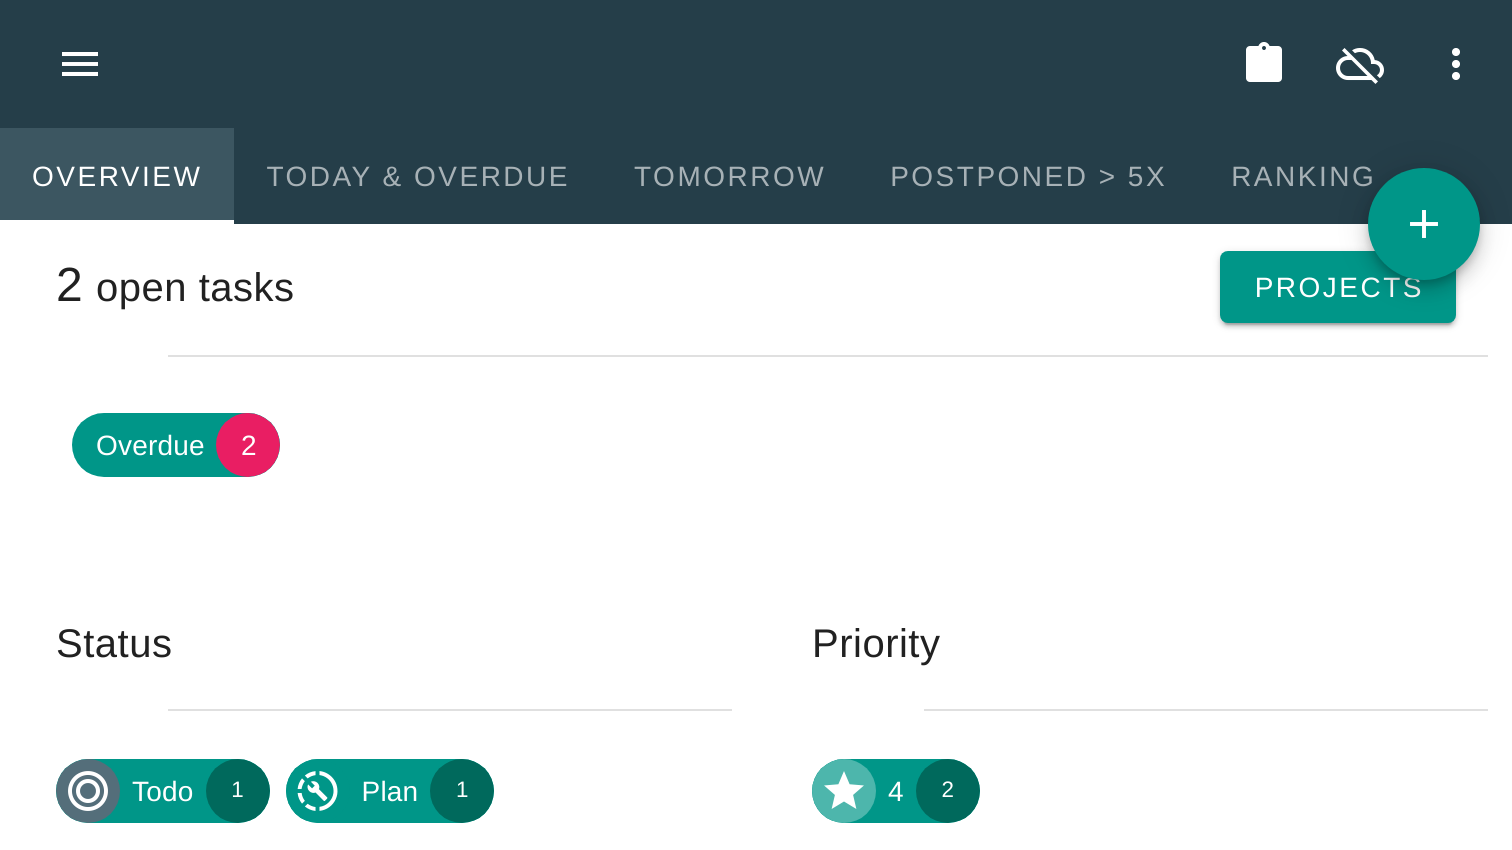 OVERVIEW TODAY & OVERDUE TOMORROW POSTPONED > 5X RANKING
2 open tasks PROJECTS
Overdue 2
Status Priority
Todo 1 Plan 1 4 2